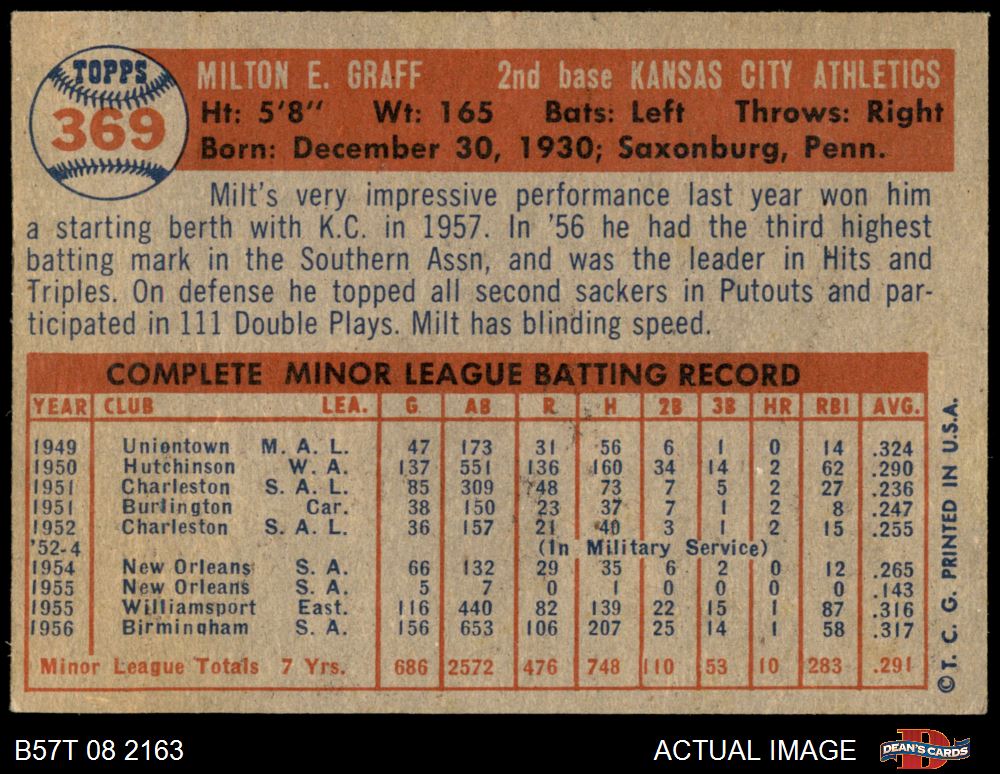 TOPPS
369
MILTON E. GRAFF 2nd base KANSAS CITY ATHLETICS
Ht: 5'8" Wt: 165 Bats: Left Throws: Right
Born: December 30, 1930; Saxonburg, Penn.
Milt's very impressive performance last year won him
a starting berth with K.C. in 1957. In '56 he had the third highest
batting mark in the Southern Assn, and was the leader in Hits and
Triples. On defense he topped all second sackers in Putouts and par-
ticipated in 111 Double Plays. Milt has blinding speed.
COMPLETE MINOR LEAGUE BATTING RECORD
YEAR CLUB LEA. G AB R H 2B 3B HR RBI AVG.
1949 Uniontown M. A. L. 47 173 31 56 6 1 0 14 .324
1950 Hutchinson W. A. 137 551 136 160 34 14 2 62 .290
1951 Charleston S. A. L. 85 309 48 73 7 5 2 27 .236
1951 Burlington Car. 38 150 23 37 7 1 2 8 .247
1952 Charleston S. A. L. 36 157 21 40 3 1 2 15 .255
'52-4 (In Military Service)
1954 New Orleans S. A. 66 132 29 35 6 2 0 12 .265
1955 New Orleans S. A. 5 7 0 1 0 0 0 0 .143
1955 Williamsport East. 116 440 82 139 22 15 1 87 .316
1956 Birmingham S. A. 156 653 106 207 25 14 1 58 .317
Minor League Totals 7 Yrs. 686 2572 476 748 110 53 10 283 .291
©T. C. G. PRINTED IN U.S.A.
B57T 08 2163 ACTUAL IMAGE
DEAN'S CARDS